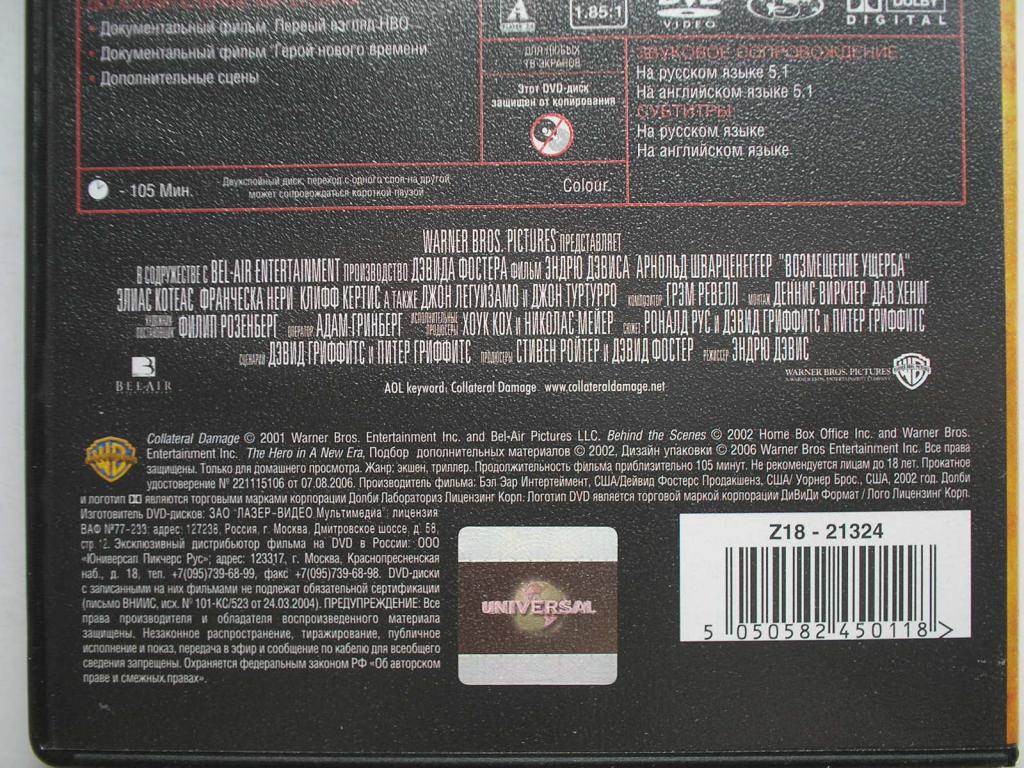 ДОПОЛНИТЕЛЬНЫЕ МАТЕРИАЛЫ
• Документальный фильм "Первый взгляд HBO"
• Документальный фильм "Герой нового времени"
• Дополнительные сцены
- 105 Мин.
Двухслойный диск, переход с одного слоя на другой
может сопровождаться короткой паузой
Colour.
A
1.85:1
ДЛЯ ЛЮБЫХ
ТВ ЭКРАНОВ
Этот DVD-диск
защищен от копирования
DVD
VIDEO
DOLBY
DIGITAL
ЗВУКОВОЕ СОПРОВОЖДЕНИЕ
На русском языке 5.1
На английском языке 5.1
СУБТИТРЫ
На русском языке
На английском языке
WARNER BROS. PICTURES ПРЕДСТАВЛЯЕТ
В СОДРУЖЕСТВЕ С BEL-AIR ENTERTAINMENT ПРОИЗВОДСТВО ДЭВИДА ФОСТЕРА ФИЛЬМ ЭНДРЮ ДЭВИСА АРНОЛЬД ШВАРЦЕНЕГГЕР "ВОЗМЕЩЕНИЕ УЩЕРБА"
ЭЛИАС КОТЕАС ФРАНЧЕСКА НЕРИ КЛИФФ КЕРТИС А ТАКЖЕ ДЖОН ЛЕГУИЗАМО И ДЖОН ТУРТУРРО КОМПОЗИТОР ГРЭМ РЕВЕЛЛ МОНТАЖ ДЕННИС ВИРКЛЕР ДАВ ХЕНИГ
ФИЛИП РОЗЕНБЕРГ ОПЕРАТОР АДАМ ГРИНБЕРГ ИСПОЛНИТЕЛЬНЫЕ ПРОДЮСЕРЫ ХОУК КОХ И НИКОЛАС МЕЙЕР СЮЖЕТ РОНАЛД РУС И ДЭВИД ГРИФФИТС И ПИТЕР ГРИФФИТС
СЦЕНАРИЙ ДЭВИД ГРИФФИТС И ПИТЕР ГРИФФИТС ПРОДЮСЕРЫ СТИВЕН РОЙТЕР И ДЭВИД ФОСТЕР РЕЖИССЕР ЭНДРЮ ДЭВИС
BEL-AIR
AOL keyword: Collateral Damage www.collateraldamage.net
WARNER BROS. PICTURES
A WARNER BROS. ENTERTAINMENT COMPANY
Collateral Damage © 2001 Warner Bros. Entertainment Inc. and Bel-Air Pictures LLC. Behind the Scenes © 2002 Home Box Office Inc. and Warner Bros.
Entertainment Inc. The Hero in A New Era, Подбор дополнительных материалов © 2002, Дизайн упаковки © 2006 Warner Bros Entertainment Inc. Все права
защищены. Только для домашнего просмотра. Жанр: экшен, триллер. Продолжительность фильма приблизительно 105 минут. Не рекомендуется лицам до 18 лет. Прокатное
удостоверение № 221115106 от 07.08.2006. Производитель фильма: Бэл Эар Интертеймент, США/Дейвид Фостерс Продакшенз, США/ Уорнер Брос., США, 2002 год. Долби
и логотип являются торговыми марками корпорации Долби Лабораториз Лицензинг Корп. Логотип DVD является торговой маркой корпорации ДиВиДи Формат / Лого Лицензинг Корп.
Изготовитель DVD-дисков: ЗАО "ЛАЗЕР-ВИДЕО Мультимедиа"; лицензия
ВАФ №77-233; адрес: 127238, Россия, г. Москва, Дмитровское шоссе, д. 58,
стр. 12. Эксклюзивный дистрибьютор фильма на DVD в России: ООО
«Юниверсал Пикчерс Рус»; адрес: 123317, г. Москва, Краснопресненская
наб., д. 18, тел. +7(095)739-68-99, факс +7(095)739-68-98. DVD-диски
с записанными на них фильмами не подлежат обязательной сертификации
(письмо ВНИИС, исх. № 101-КС/523 от 24.03.2004). ПРЕДУПРЕЖДЕНИЕ: Все
права производителя и обладателя воспроизведенного материала
защищены. Незаконное распространение, тиражирование, публичное
исполнение и показ, передача в эфир и сообщение по кабелю для всеобщего
сведения запрещены. Охраняется федеральным законом РФ «Об авторском
праве и смежных правах».
UNIVERSAL
Z18 - 21324
5 050582 450118 >